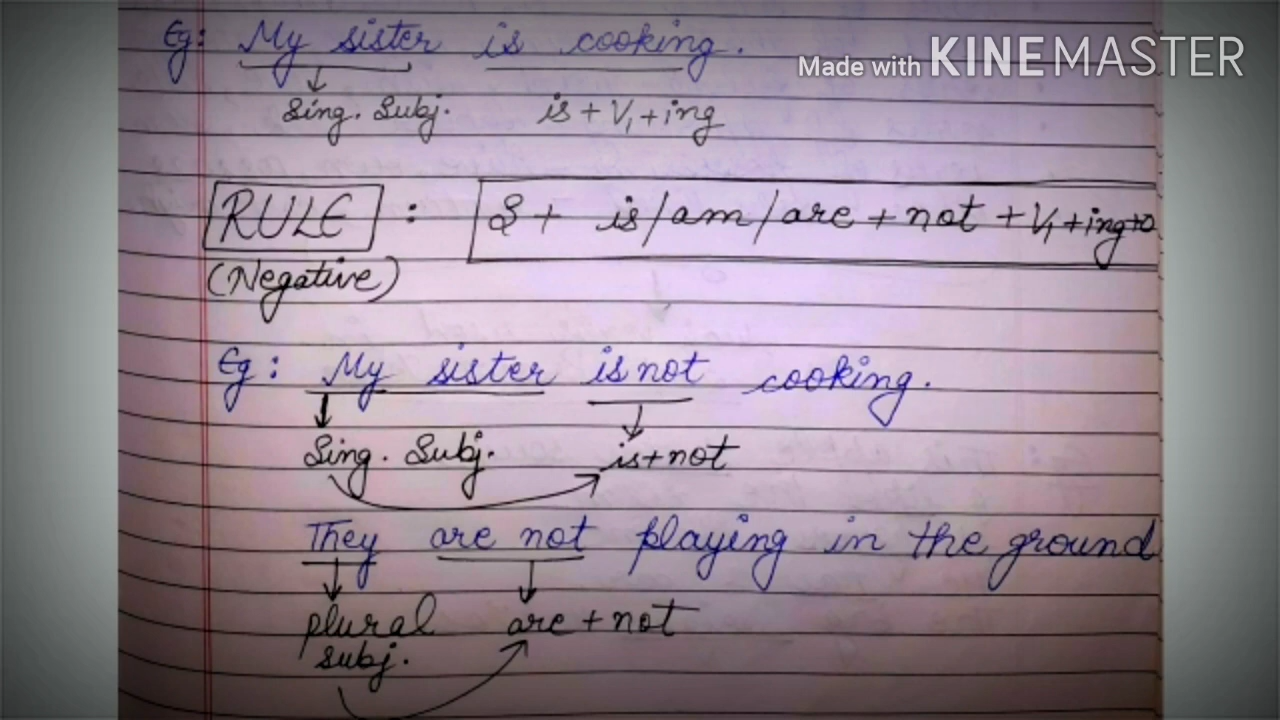 Eg: My sister is cooking.
Made with KINEMASTER
Sing. Subj. is + V1 + ing
RULE : S + is/am/are + not + V1 + ing + O
(Negative)
Eg: My sister is not cooking.
Sing. Subj. is + not
They are not playing in the ground
plural are + not
subj.